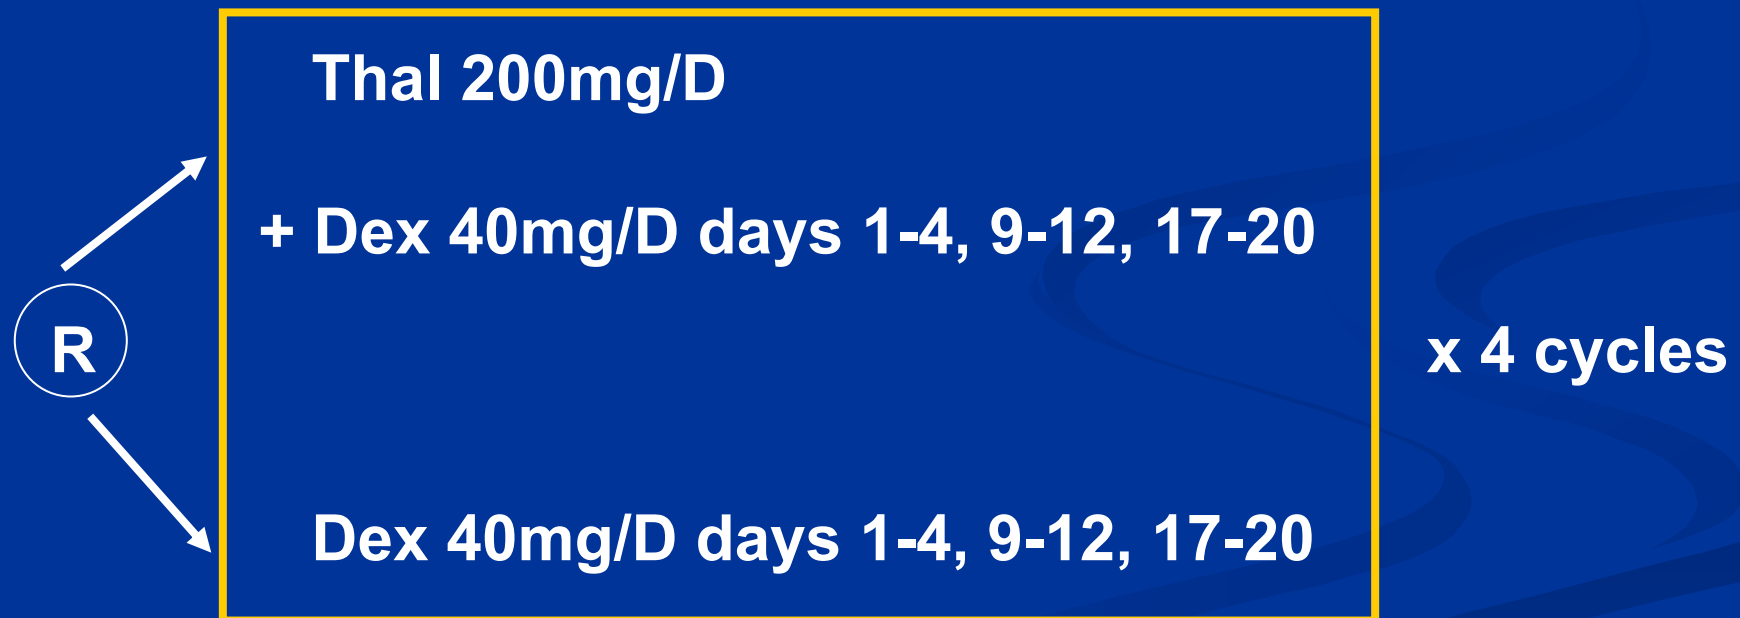 Thal 200mg/D
+ Dex 40mg/D days 1-4, 9-12, 17-20
R
x 4 cycles
Dex 40mg/D days 1-4, 9-12, 17-20